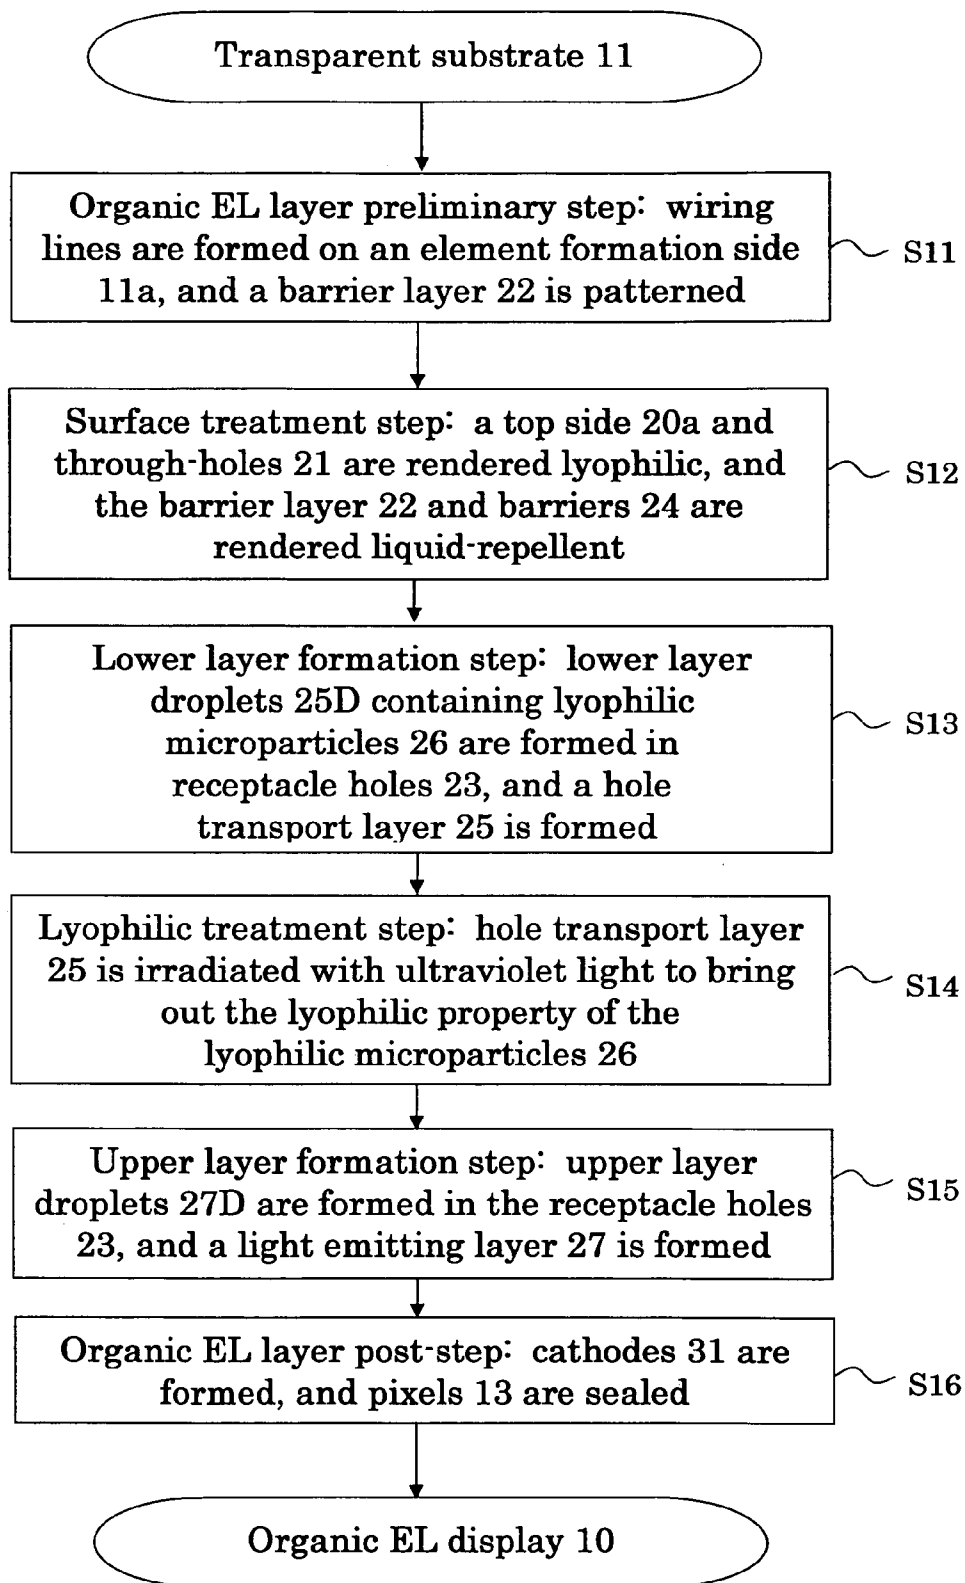 Transparent substrate 11
Organic EL layer preliminary step: wiring
lines are formed on an element formation side
11a, and a barrier layer 22 is patterned
S11
Surface treatment step: a top side 20a and
through-holes 21 are rendered lyophilic, and
the barrier layer 22 and barriers 24 are
rendered liquid-repellent
S12
Lower layer formation step: lower layer
droplets 25D containing lyophilic
microparticles 26 are formed in
receptacle holes 23, and a hole
transport layer 25 is formed
S13
Lyophilic treatment step: hole transport layer
25 is irradiated with ultraviolet light to bring
out the lyophilic property of the
lyophilic microparticles 26
S14
Upper layer formation step: upper layer
droplets 27D are formed in the receptacle holes
23, and a light emitting layer 27 is formed
S15
Organic EL layer post-step: cathodes 31 are
formed, and pixels 13 are sealed
S16
Organic EL display 10